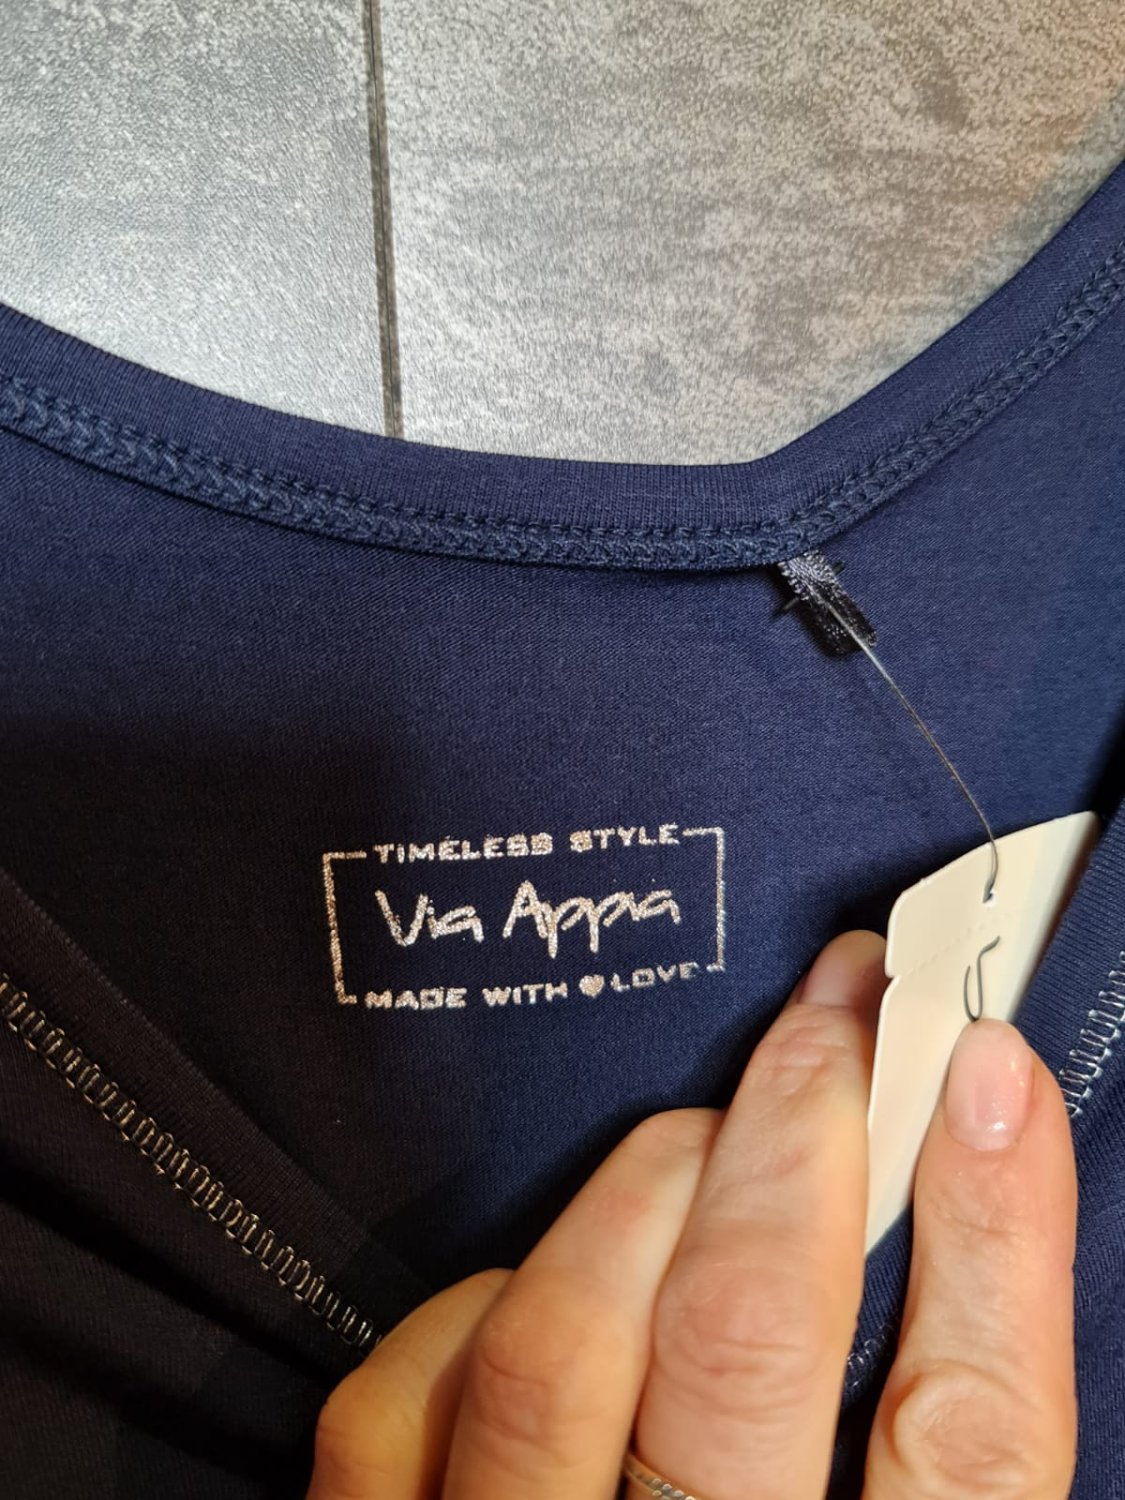 TIMELESS STYLE
Via Appia
MADE WITH ♥ LOVE